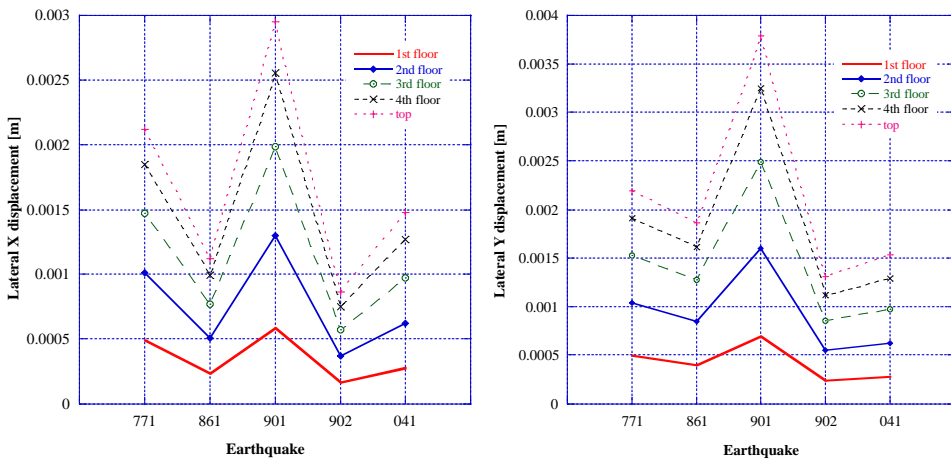 Lateral X displacement [m]
0.003
0.0025
0.002
0.0015
0.001
0.0005
0
1st floor
2nd floor
3rd floor
4th floor
top
771 861 901 902 041
Earthquake
Lateral Y displacement [m]
0.004
0.0035
0.003
0.0025
0.002
0.0015
0.001
0.0005
0
1st floor
2nd floor
3rd floor
4th floor
top
771 861 901 902 041
Earthquake